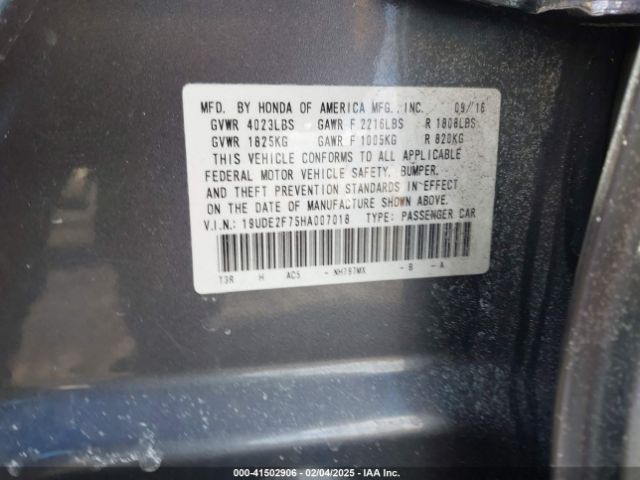 MFD. BY HONDA OF AMERICA MFG., INC. 09/16
GVWR 4023LBS GAWR F 2216LBS R 1808LBS
GVWR 1825KG GAWR F 1005KG R 820KG
THIS VEHICLE CONFORMS TO ALL APPLICABLE
FEDERAL MOTOR VEHICLE SAFETY, BUMPER,
AND THEFT PREVENTION STANDARDS IN EFFECT
ON THE DATE OF MANUFACTURE SHOWN ABOVE.
V.I.N.: 19UDE2F75HA007018 TYPE: PASSENGER CAR
T3R H AC5 - NH797MX - B - A
000-41502906 - 02/04/2025 - IAA Inc.